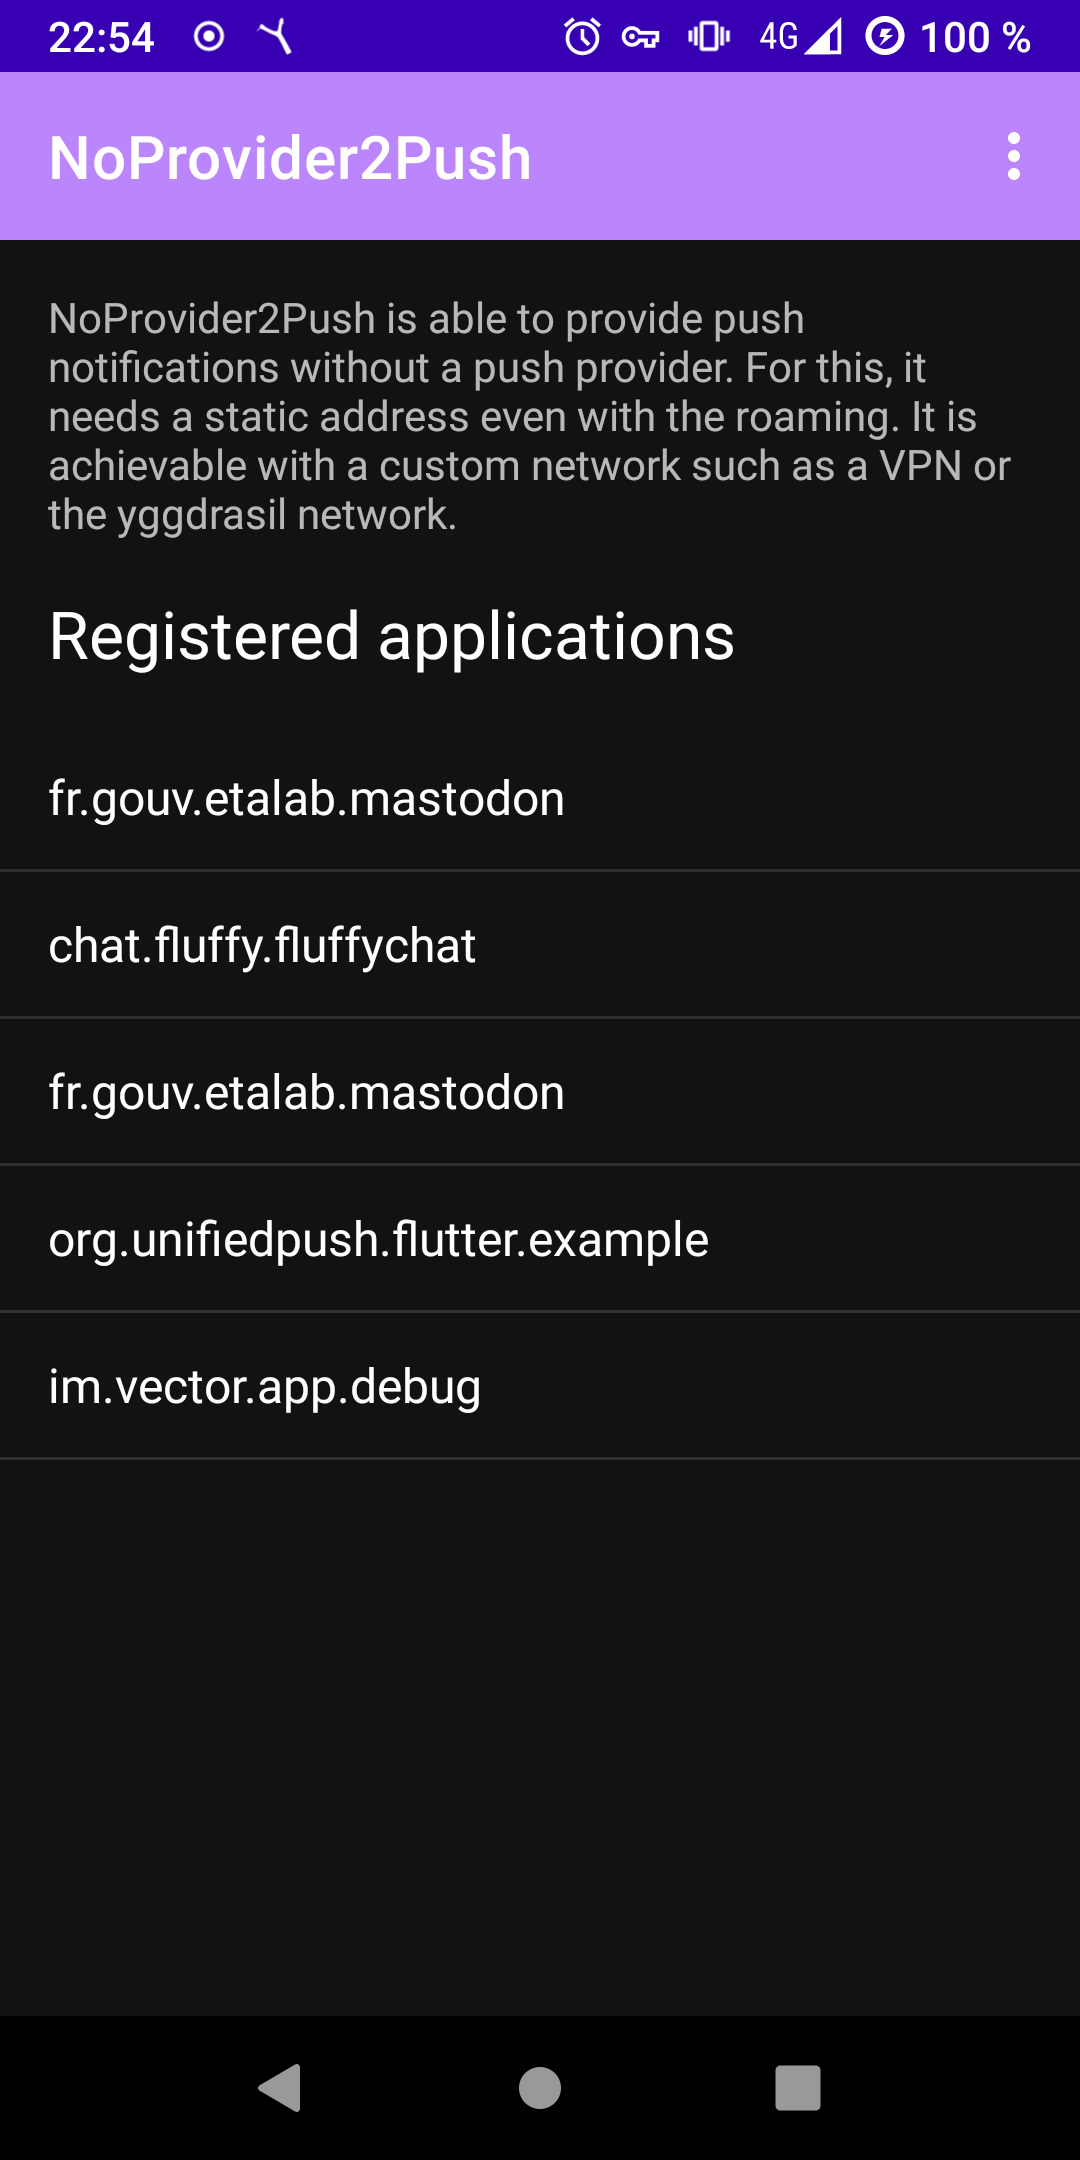 22:54 4G 100 %
NoProvider2Push
NoProvider2Push is able to provide push
notifications without a push provider. For this, it
needs a static address even with the roaming. It is
achievable with a custom network such as a VPN or
the yggdrasil network.
Registered applications
fr.gouv.etalab.mastodon
chat.fluffy.fluffychat
fr.gouv.etalab.mastodon
org.unifiedpush.flutter.example
im.vector.app.debug